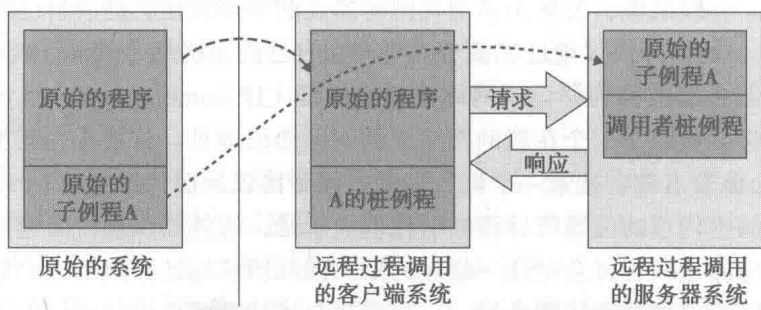 原始的程序
原始的
子例程A
原始的系统
原始的程序
A的桩例程
远程过程调用
的客户端系统
请求
响应
原始的
子例程A
调用者桩例程
远程过程调用
的服务器系统